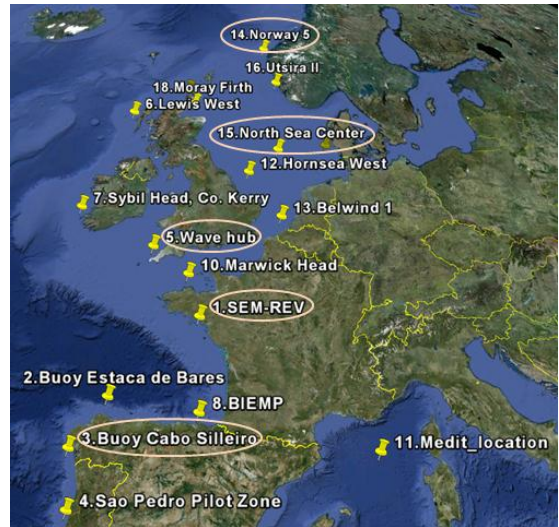 14.Norway 5
16.Utsira II
18.Moray Firth
6.Lewis West
15.North Sea Center
12.Hornsea West
7.Sybil Head, Co. Kerry
13.Belwind 1
5.Wave hub
10.Marwick Head
1.SEM-REV
2.Buoy Estaca de Bares
8.BIEMP
3.Buoy Cabo Silleiro
11.Medit_location
4.Sao Pedro Pilot Zone